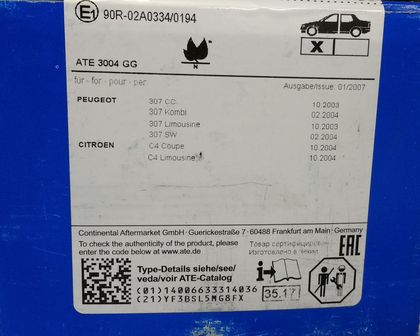 E1 90R-02A0334/0194
X
N
ATE 3004 GG
für - for - pour - per
Ausgabe/Issue: 01/2007
PEUGEOT 307 CC 10.2003
307 Kombi 02.2004
307 Limousine 10.2003
307 SW 02.2004
CITROEN C4 Coupe 10.2004
C4 Limousine 10.2004
Continental Aftermarket GmbH · Guerickestraße 7 · 60488 Frankfurt am Main · Germany
To check the authenticity of the product,
enter the code below at www.ate.de.
Товар сертифицирован
Изготовлено в
EAC
Type-Details siehe/see/
veda/voir ATE-Catalog
i
35.17
(01)14006633314036
(21)YF3BSL5MG8FX